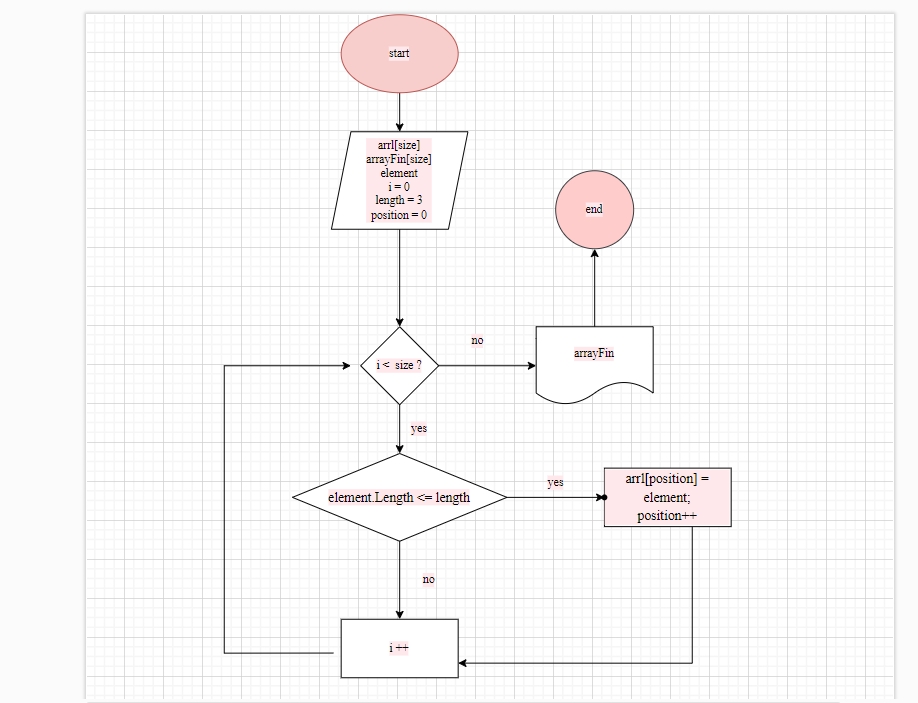 start
arrl[size]
arrayFin[size]
element
i = 0
length = 3
position = 0
end
i < size ?
no
arrayFin
yes
element.Length <= length
yes
arrl[position] =
element;
position++
no
i ++